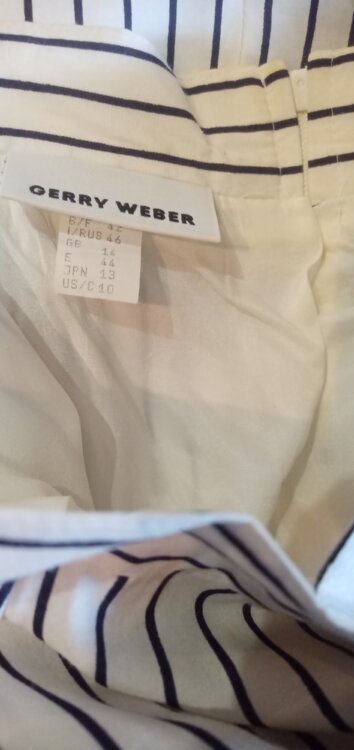 GERRY WEBER
B/F 42
I/RUS 46
GB 14
E 44
JPN 13
US/C 10